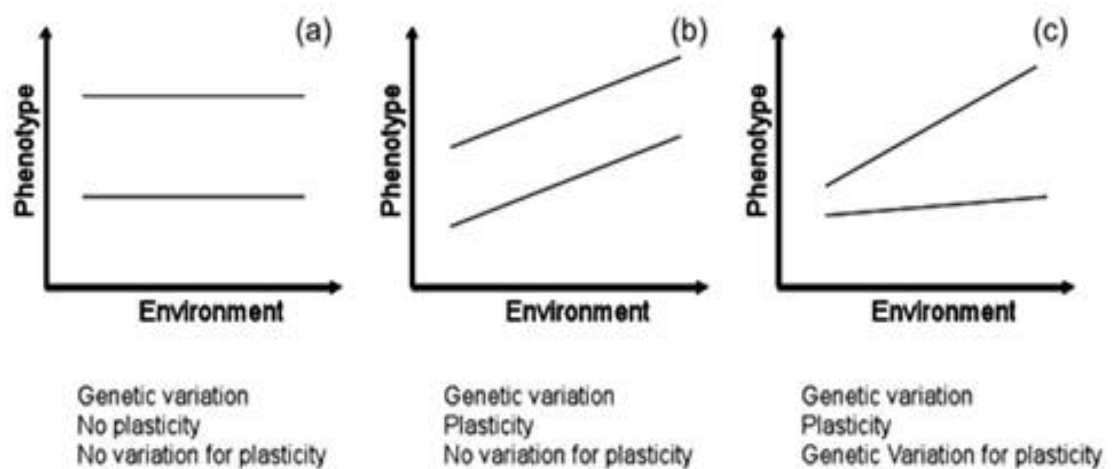 (a)
Phenotype
Environment
Genetic variation
No plasticity
No variation for plasticity
(b)
Phenotype
Environment
Genetic variation
Plasticity
No variation for plasticity
(c)
Phenotype
Environment
Genetic variation
Plasticity
Genetic Variation for plasticity